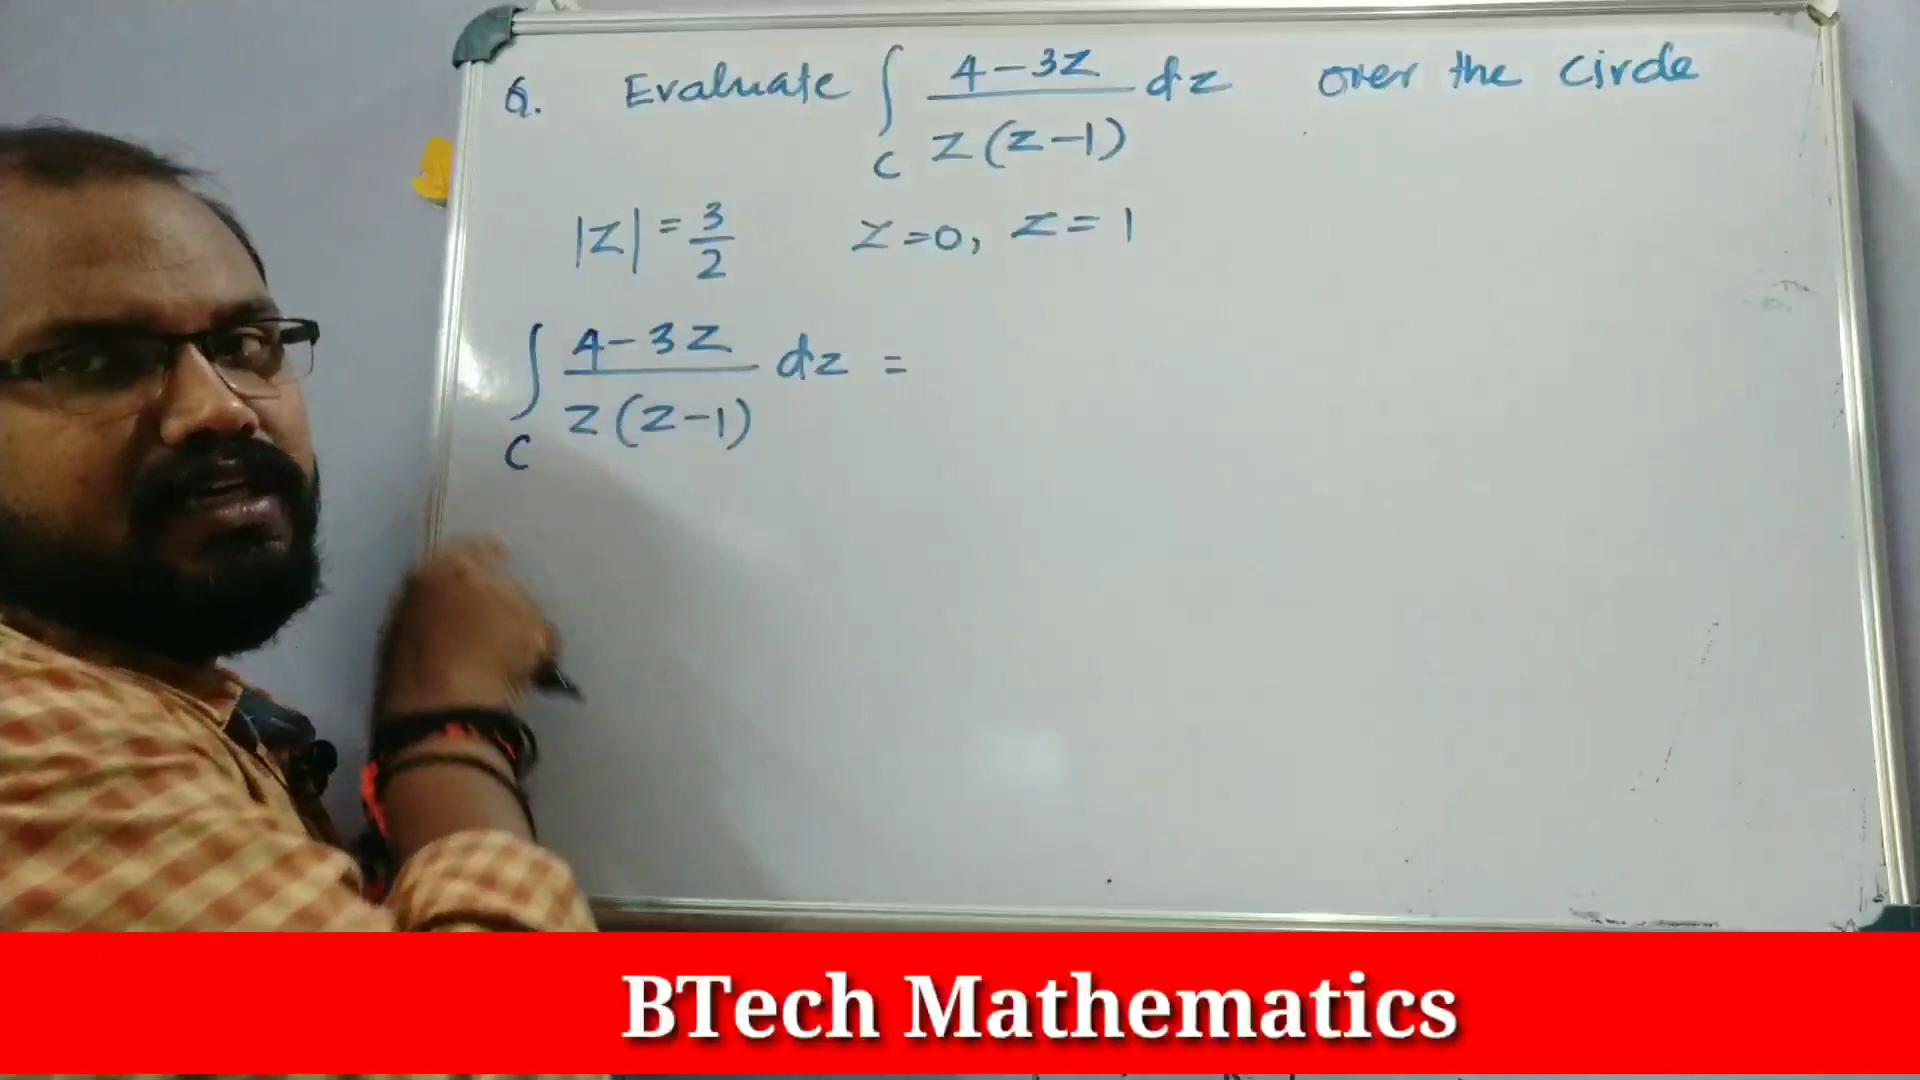 Q. Evaluate ∫_C (4-3z)/(z(z-1)) dz over the Circle
|z| = 3/2 z=0, z=1
∫_C (4-3z)/(z(z-1)) dz =
BTech Mathematics